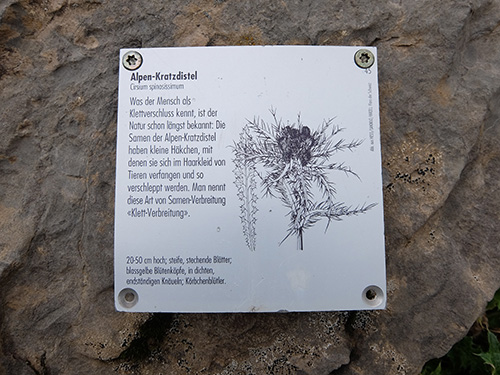 Alpen-Kratzdistel
Cirsium spinosissimum
Was der Mensch als
Klettverschluss kennt, ist der
Natur schon längst bekannt: Die
Samen der Alpen-Kratzdistel
haben kleine Häkchen, mit
denen sie sich im Haarkleid von
Tieren verfangen und so
verschleppt werden. Man nennt
diese Art von Samen-Verbreitung
«Klett-Verbreitung».
20-50 cm hoch; steife, stechende Blätter;
blassgelbe Blütenköpfe, in dichten,
endständigen Knäueln; Körbchenblütler.